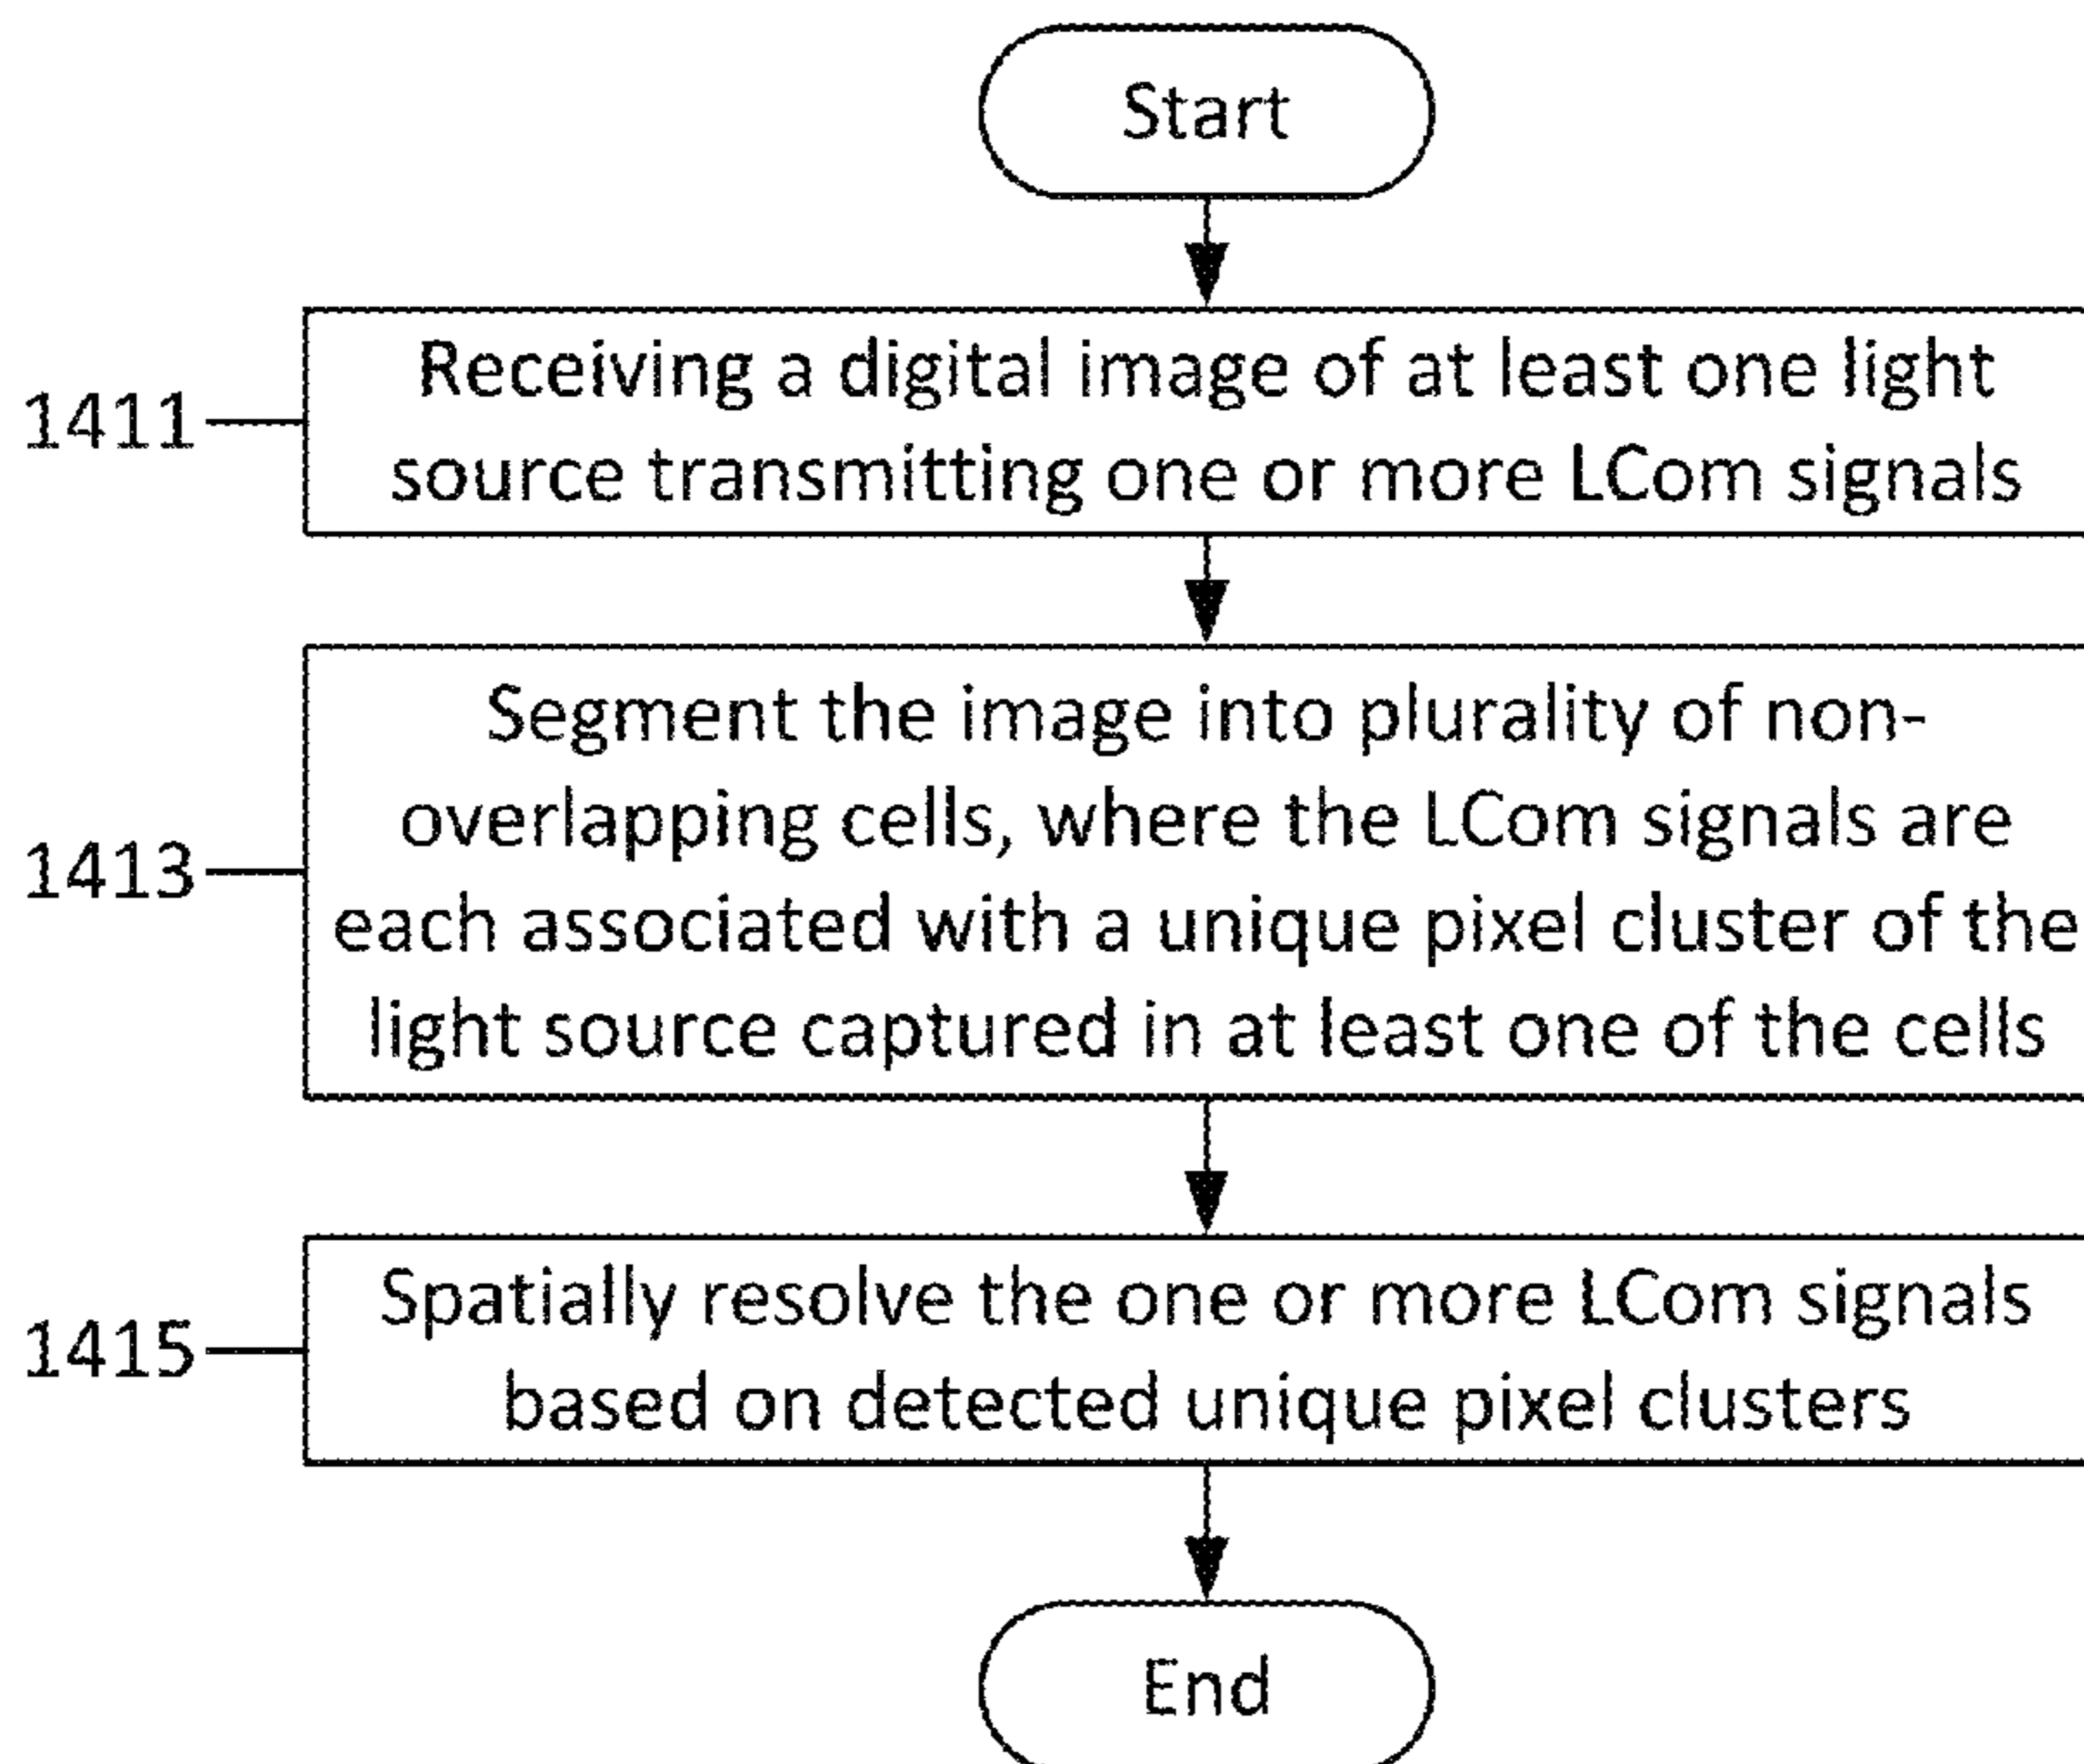 Start
1411
Receiving a digital image of at least one light
source transmitting one or more LCom signals
1413
Segment the image into plurality of non-
overlapping cells, where the LCom signals are
each associated with a unique pixel cluster of the
light source captured in at least one of the cells
1415
Spatially resolve the one or more LCom signals
based on detected unique pixel clusters
End